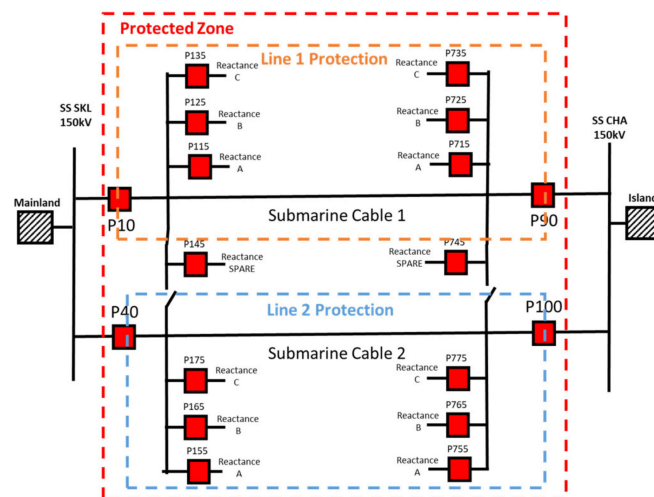 Protected Zone
P135
Line 1 Protection
P735
Reactance
C
Reactance
C
SS SKL
150kV
P125
Reactance
B
P725
Reactance
B
SS CHA
150kV
P115
Reactance
A
P715
Reactance
A
Mainland
P10
Submarine Cable 1
P90
Island
P145
Reactance
SPARE
P745
Reactance
SPARE
P40
Line 2 Protection
P100
Submarine Cable 2
P175
Reactance
C
P775
Reactance
C
P165
Reactance
B
P765
Reactance
B
P155
Reactance
A
P755
Reactance
A